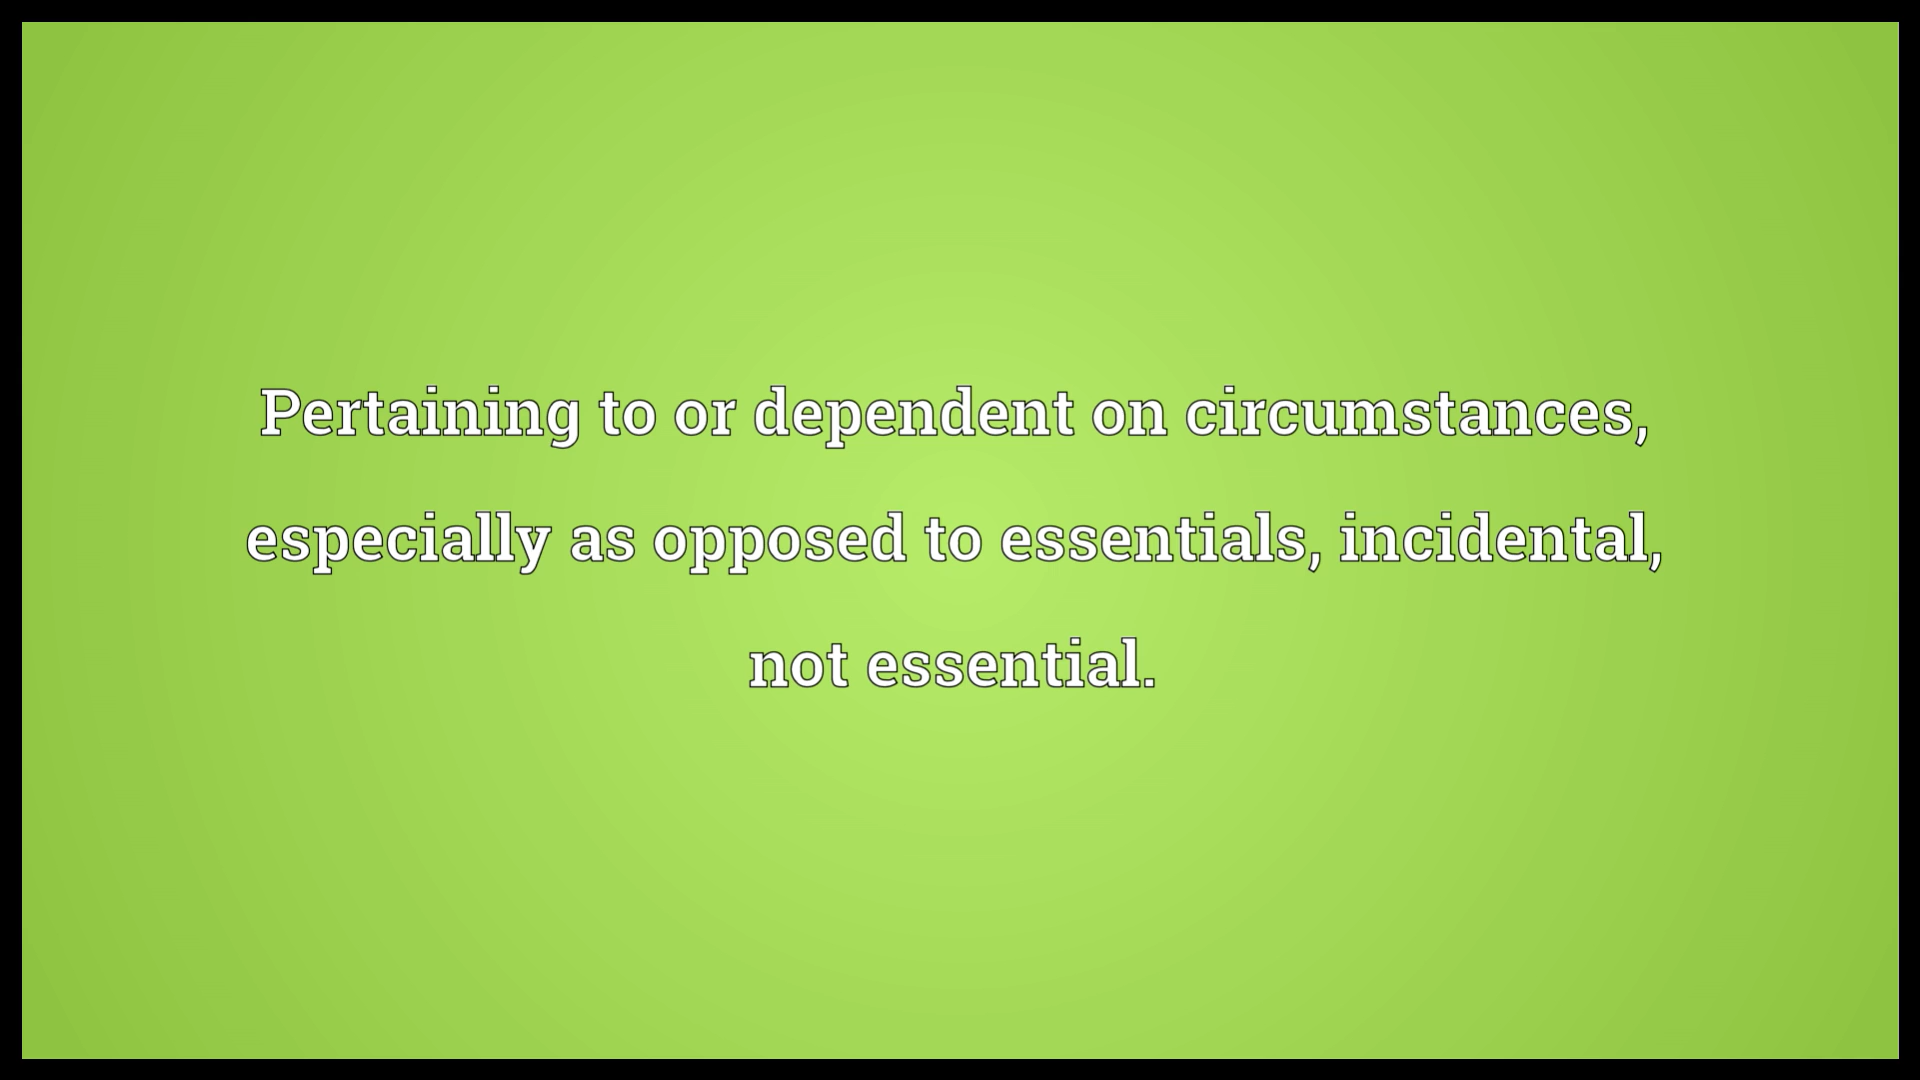 Pertaining to or dependent on circumstances,
especially as opposed to essentials, incidental,
not essential.